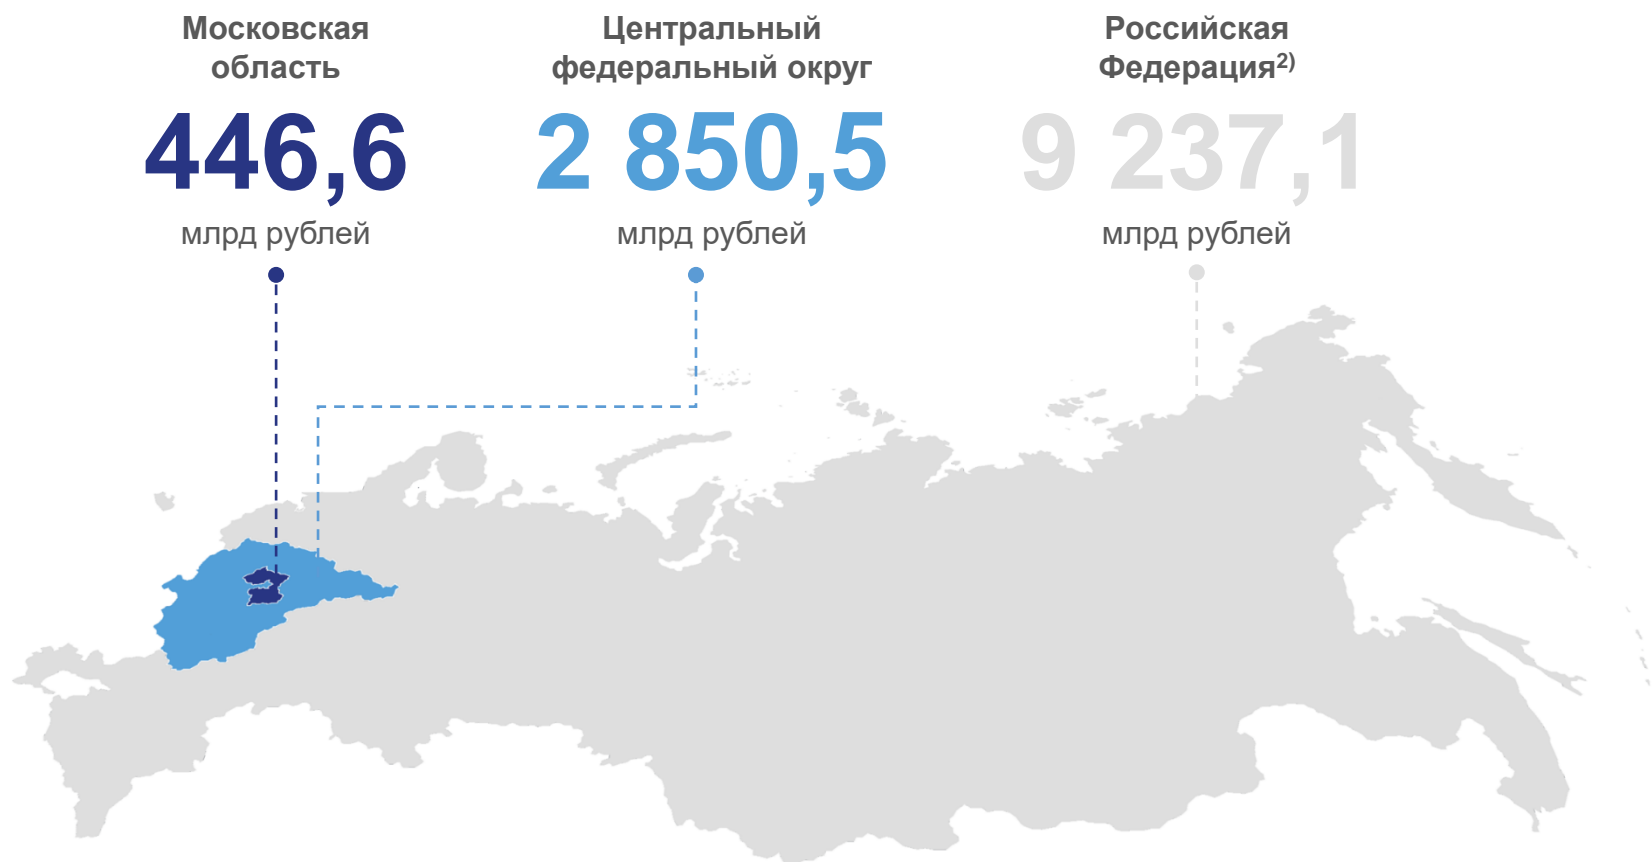 Московская
область
446,6
млрд рублей
Центральный
федеральный округ
2 850,5
млрд рублей
Российская
Федерация²⁾
9 237,1
млрд рублей